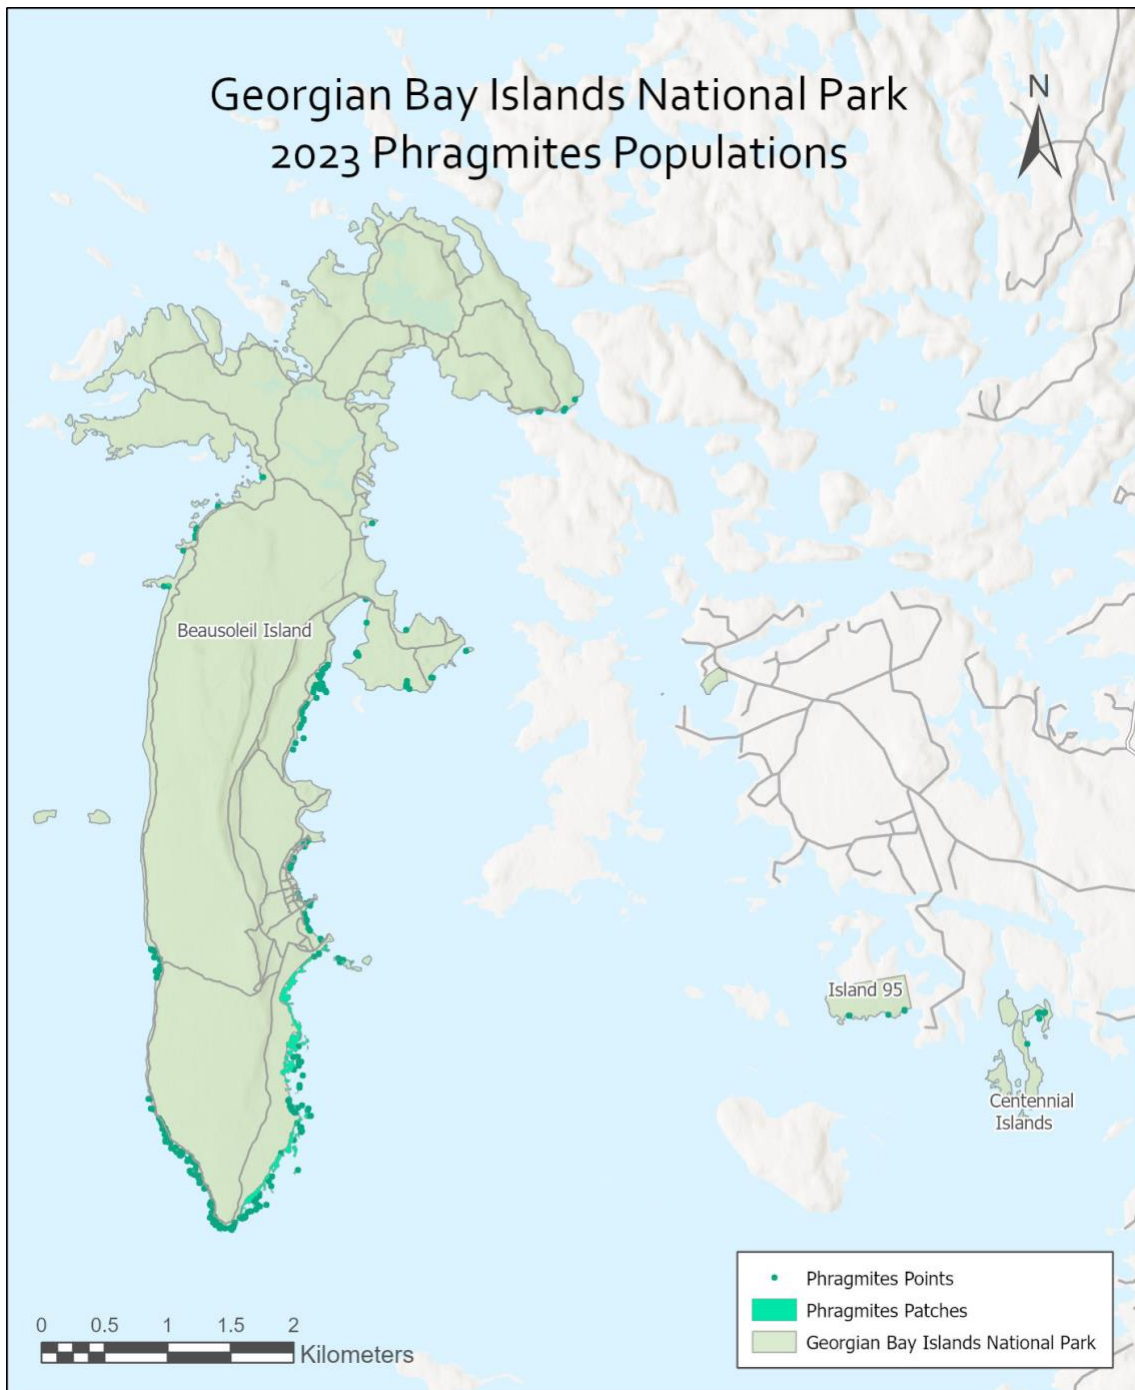 Georgian Bay Islands National Park
2023 Phragmites Populations
N
Beausoleil Island
Island 95
Centennial
Islands
Phragmites Points
Phragmites Patches
Georgian Bay Islands National Park
0 0.5 1 1.5 2
Kilometers